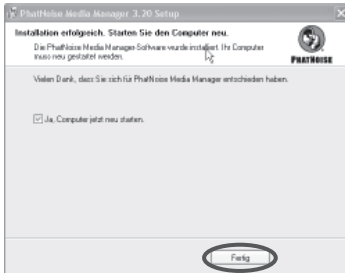 PhatNoise Media Manager 3.20 Setup
Installation erfolgreich. Starten Sie den Computer neu.
Die PhatNoise Media Manager-Software wurde installiert. Ihr Computer
muss neu gestartet werden.
PHATNOISE
Vielen Dank, dass Sie sich für PhatNoise Media Manager entschieden haben.
Ja, Computer jetzt neu starten.
Fertig